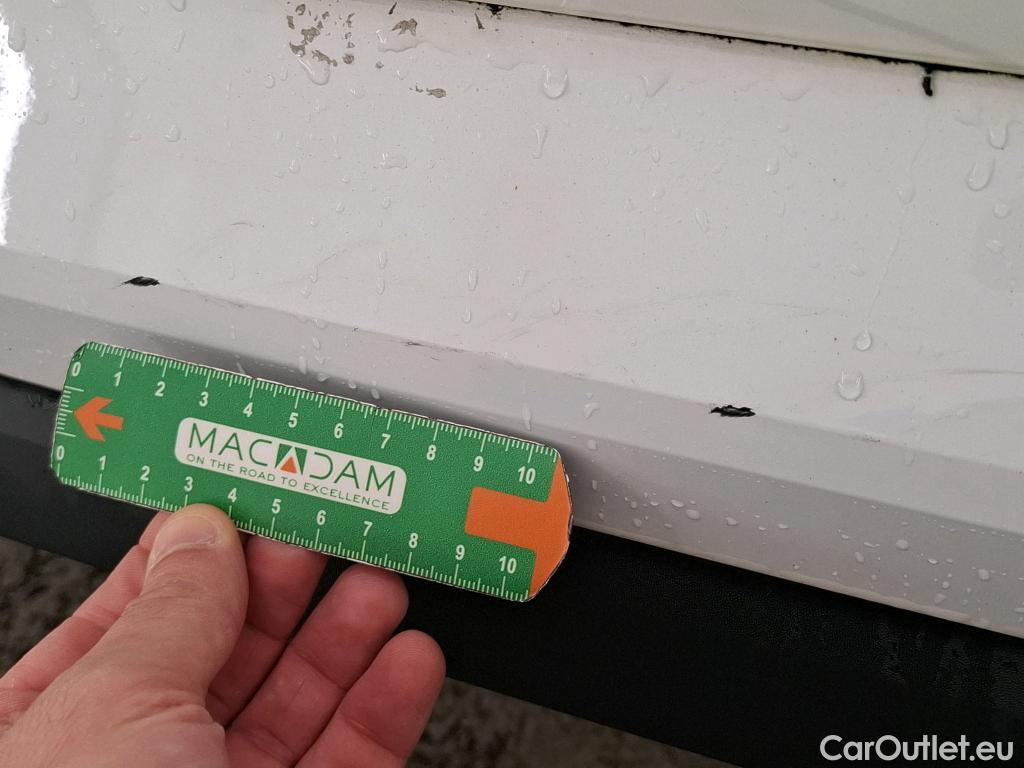 0 1 2 3 4 5 6 7 8 9 10
MACADAM
ON THE ROAD TO EXCELLENCE
0 1 2 3 4 5 6 7 8 9 10
CarOutlet.eu